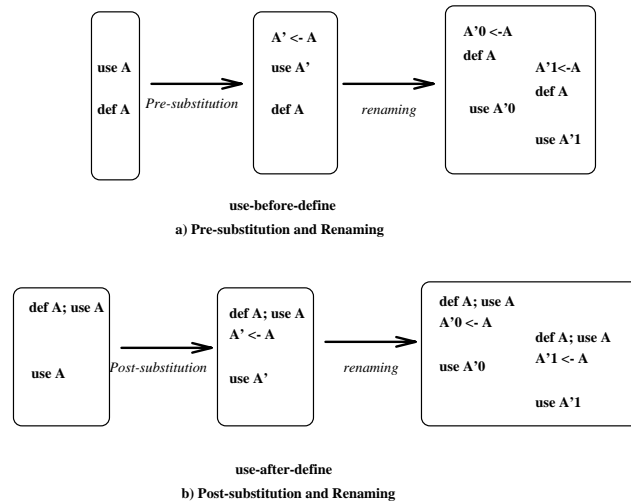 use A
def A
Pre-substitution
A' <- A
use A'
def A
renaming
A'0 <-A
def A
A'1<-A
def A
use A'0
use A'1
use-before-define
a) Pre-substitution and Renaming
def A; use A
use A
Post-substitution
def A; use A
A' <- A
use A'
renaming
def A; use A
A'0 <- A
def A; use A
A'1 <- A
use A'0
use A'1
use-after-define
b) Post-substitution and Renaming